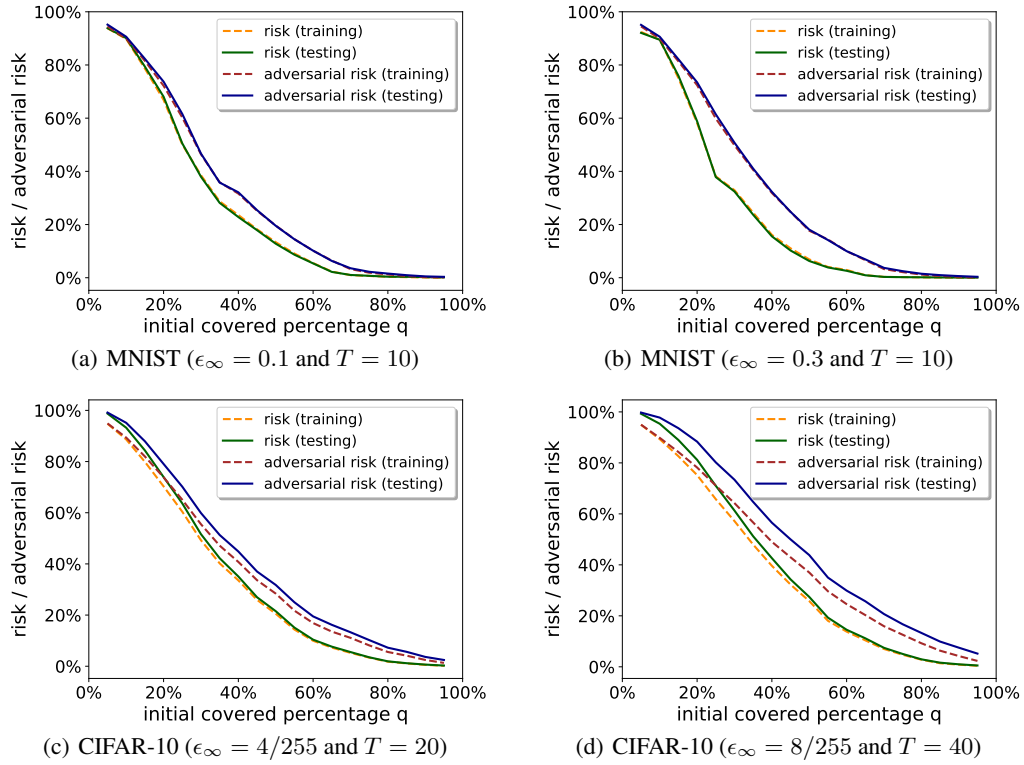 100%
80%
60%
40%
20%
0%
risk / adversarial risk
risk (training)
risk (testing)
adversarial risk (training)
adversarial risk (testing)
0% 20% 40% 60% 80% 100%
initial covered percentage q
(a) MNIST (ϵ∞ = 0.1 and T = 10)
100%
80%
60%
40%
20%
0%
risk / adversarial risk
risk (training)
risk (testing)
adversarial risk (training)
adversarial risk (testing)
0% 20% 40% 60% 80% 100%
initial covered percentage q
(b) MNIST (ϵ∞ = 0.3 and T = 10)
100%
80%
60%
40%
20%
0%
risk / adversarial risk
risk (training)
risk (testing)
adversarial risk (training)
adversarial risk (testing)
0% 20% 40% 60% 80% 100%
initial covered percentage q
(c) CIFAR-10 (ϵ∞ = 4/255 and T = 20)
100%
80%
60%
40%
20%
0%
risk / adversarial risk
risk (training)
risk (testing)
adversarial risk (training)
adversarial risk (testing)
0% 20% 40% 60% 80% 100%
initial covered percentage q
(d) CIFAR-10 (ϵ∞ = 8/255 and T = 40)